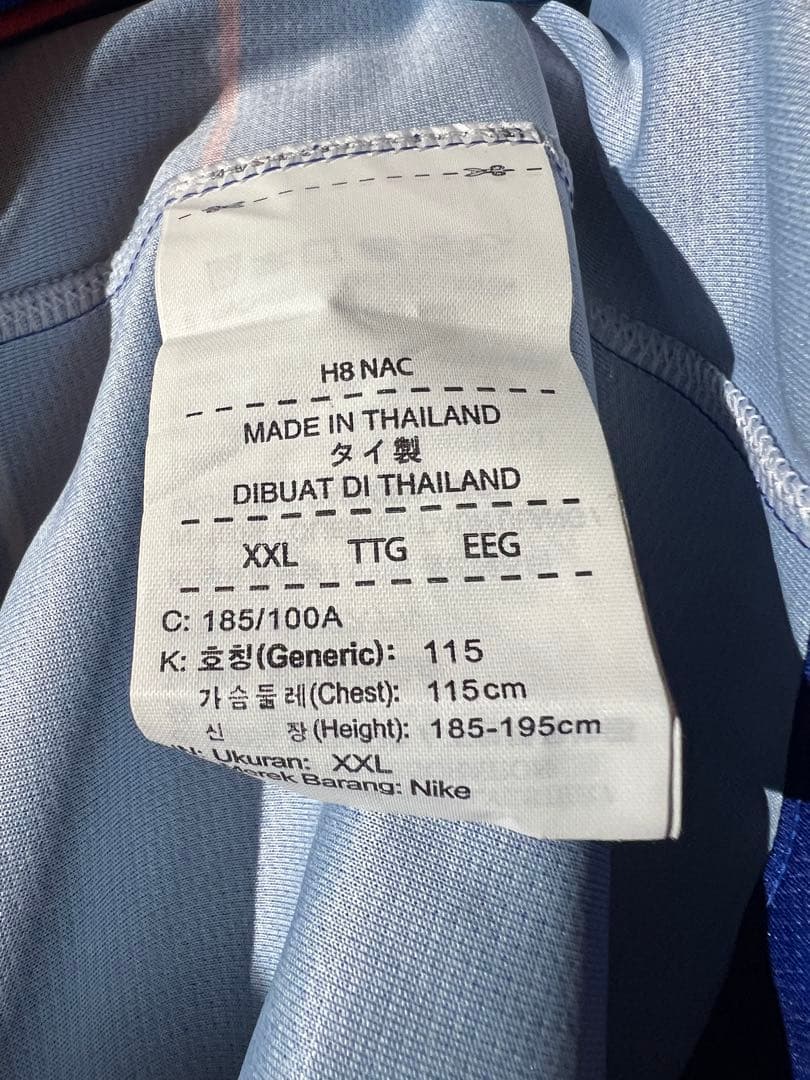 H8 NAC
MADE IN THAILAND
タイ製
DIBUAT DI THAILAND
XXL TTG EEG
C: 185/100A
K: 호칭(Generic): 115
가슴둘레(Chest): 115cm
신 장(Height): 185-195cm
Ukuran: XXL
Merek Barang: Nike